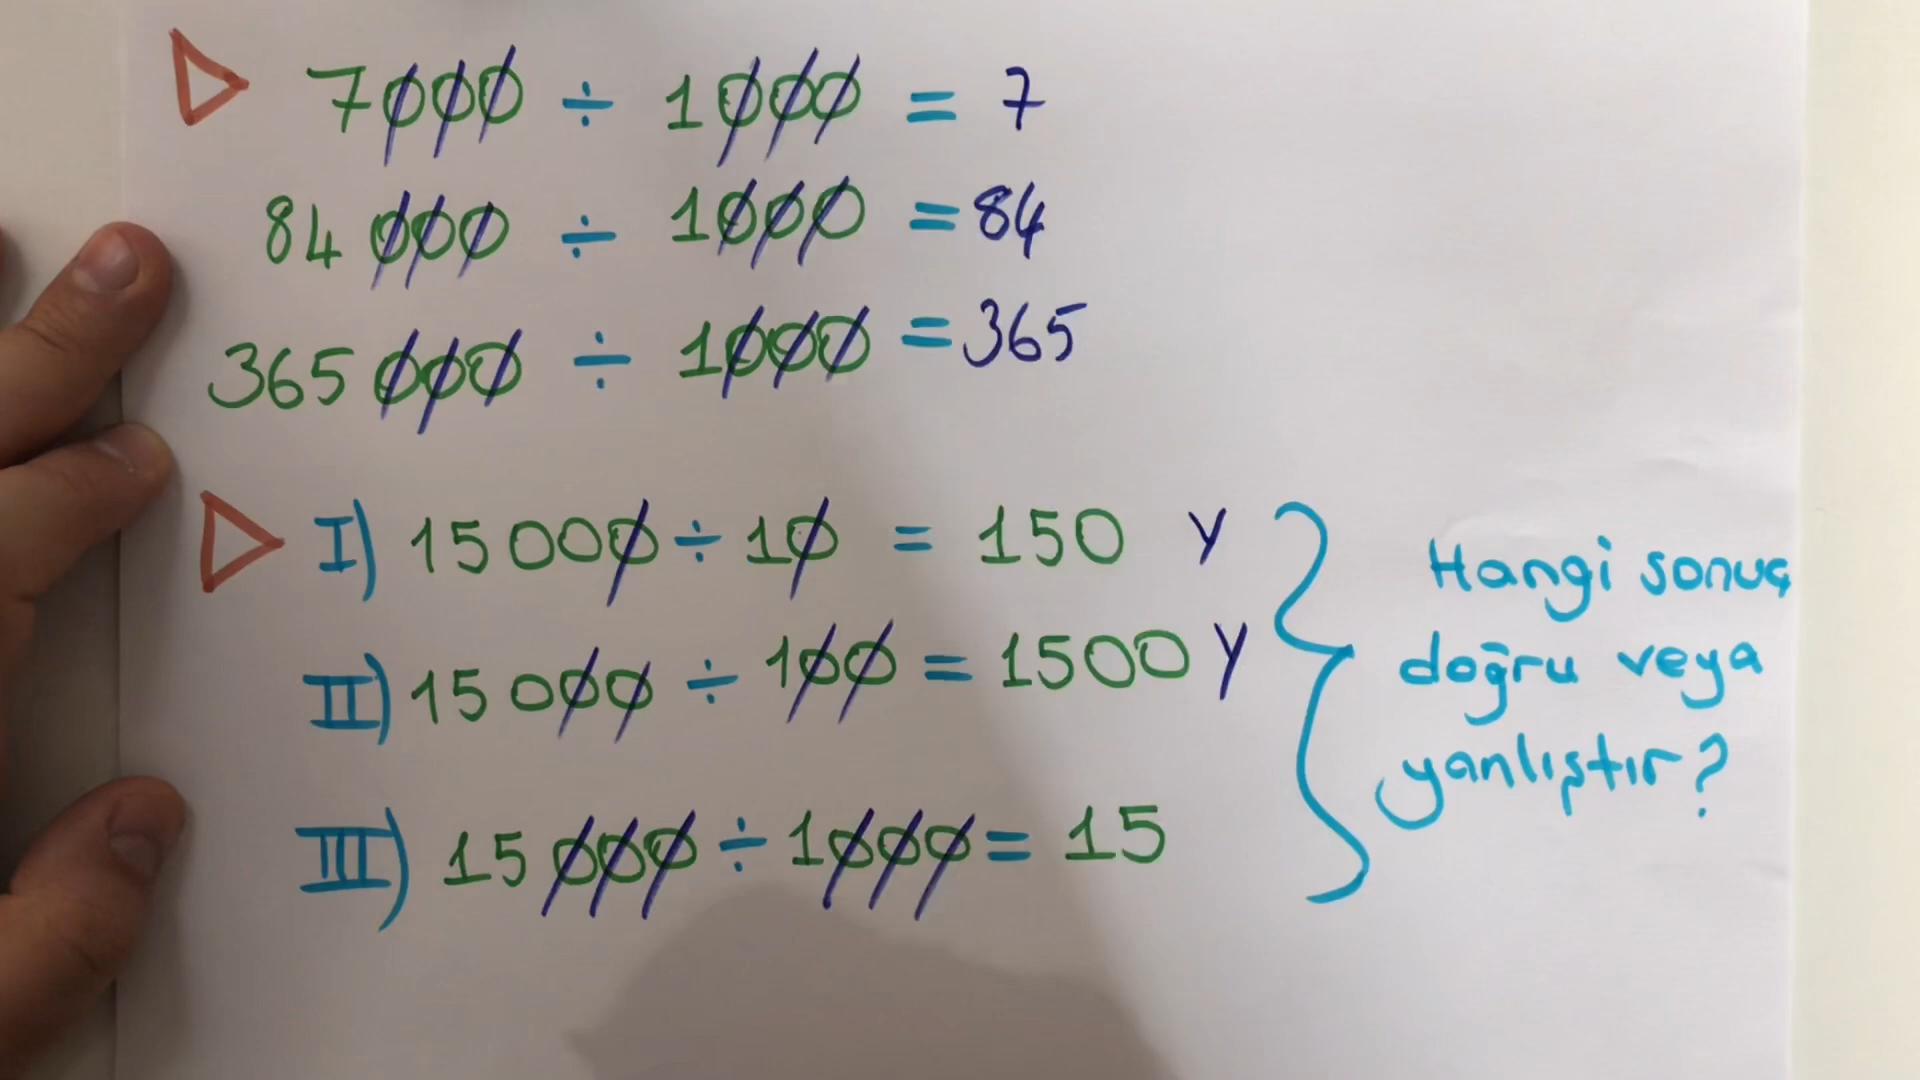 7000 ÷ 1000 = 7
84 000 ÷ 1000 = 84
365 000 ÷ 1000 = 365
I) 15 000 ÷ 10 = 150 Y
II) 15 000 ÷ 100 = 1500 Y
III) 15 000 ÷ 1000 = 15
Hangi sonuç
doğru veya
yanlıştır?